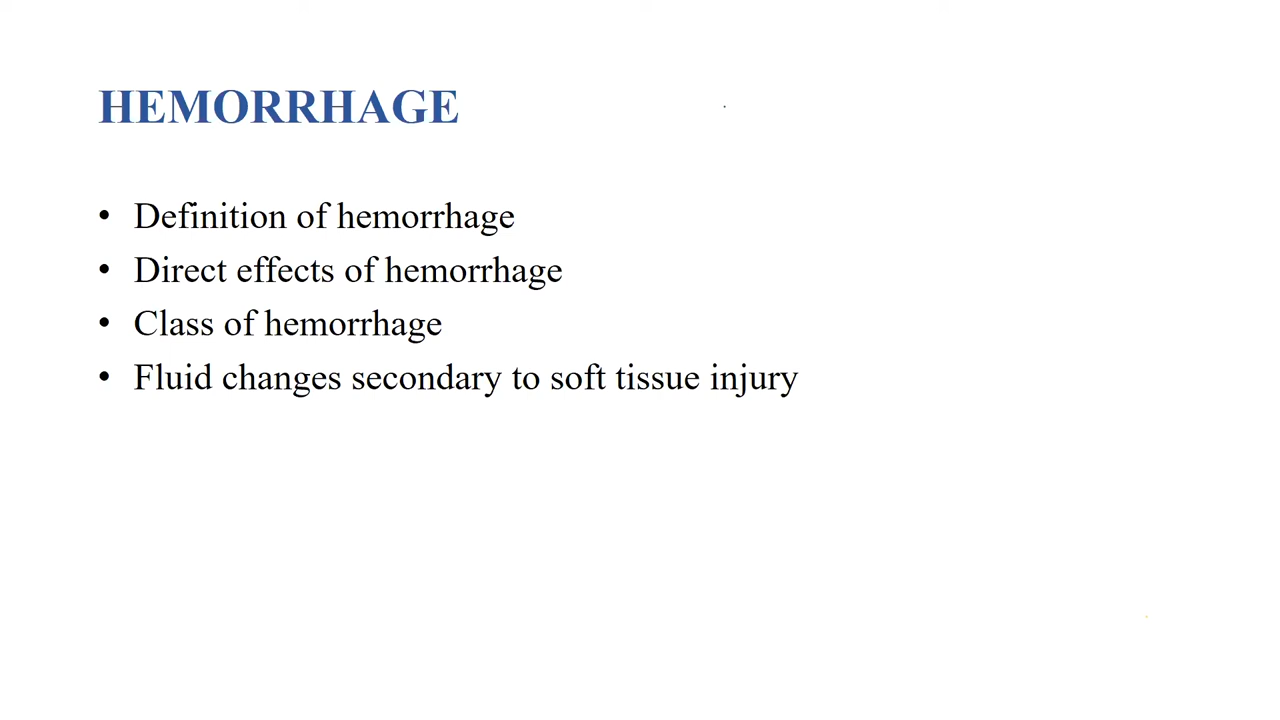 HEMORRHAGE
• Definition of hemorrhage
• Direct effects of hemorrhage
• Class of hemorrhage
• Fluid changes secondary to soft tissue injury